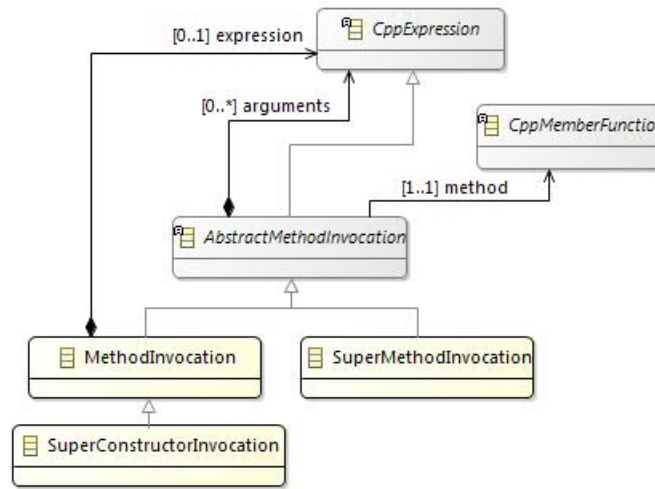 CppExpression
[0..1] expression
[0..*] arguments
CppMemberFunctio
[1..1] method
AbstractMethodInvocation
MethodInvocation
SuperMethodInvocation
SuperConstructorInvocation